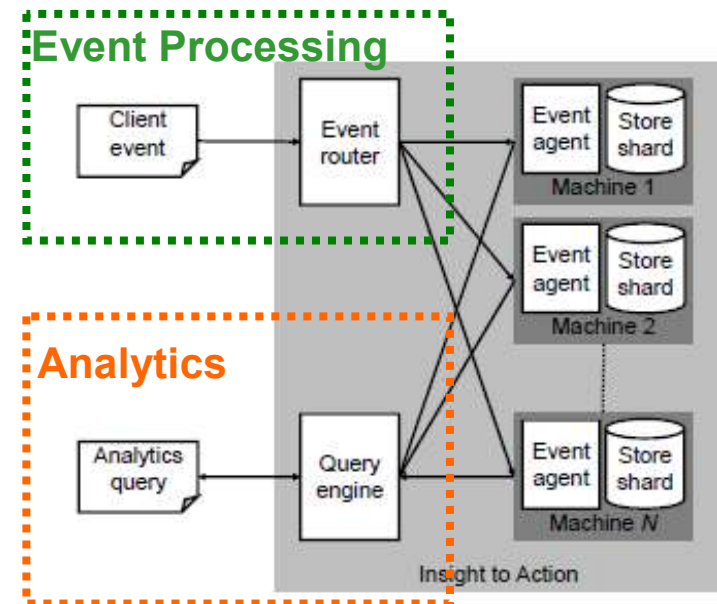 Event Processing
Client
event
Event
router
Event
agent
Store
shard
Machine 1
Event
agent
Store
shard
Machine 2
Analytics
Analytics
query
Query
engine
Event
agent
Store
shard
Machine N
Insight to Action